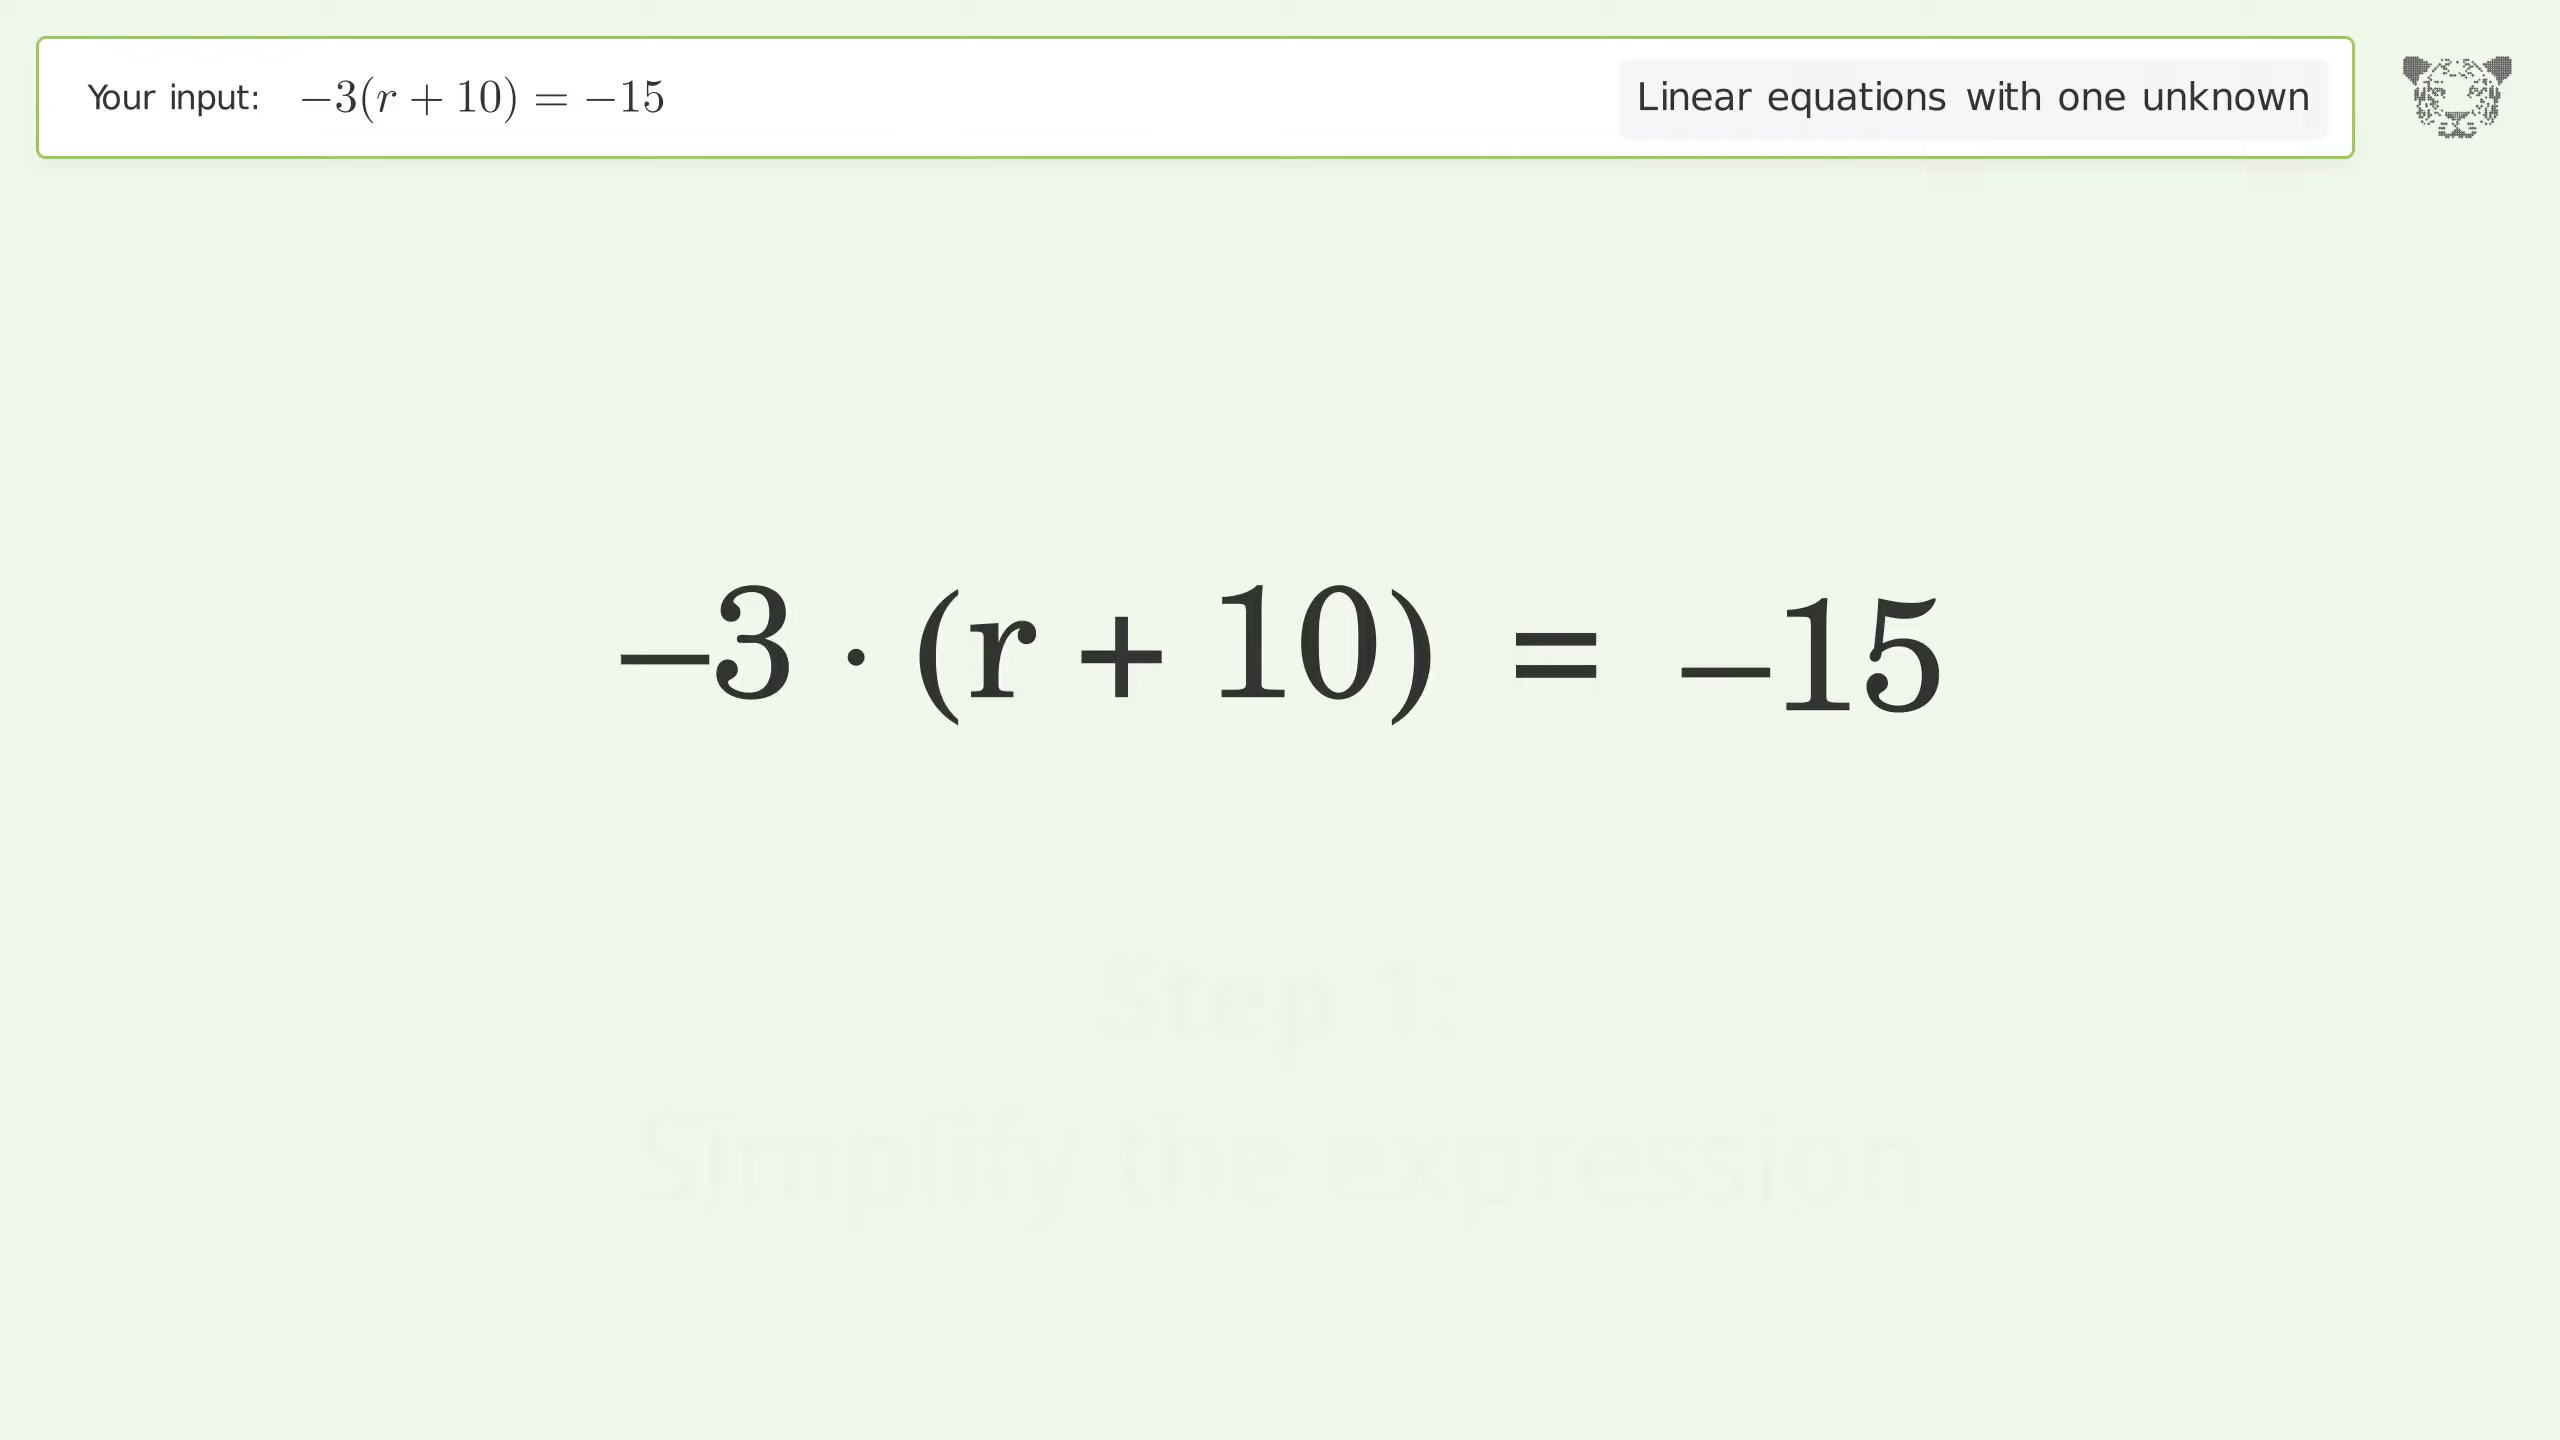 Your input: −3(r + 10) = −15
Linear equations with one unknown
−3 · (r + 10) = −15
Step 1:
Simplify the expression